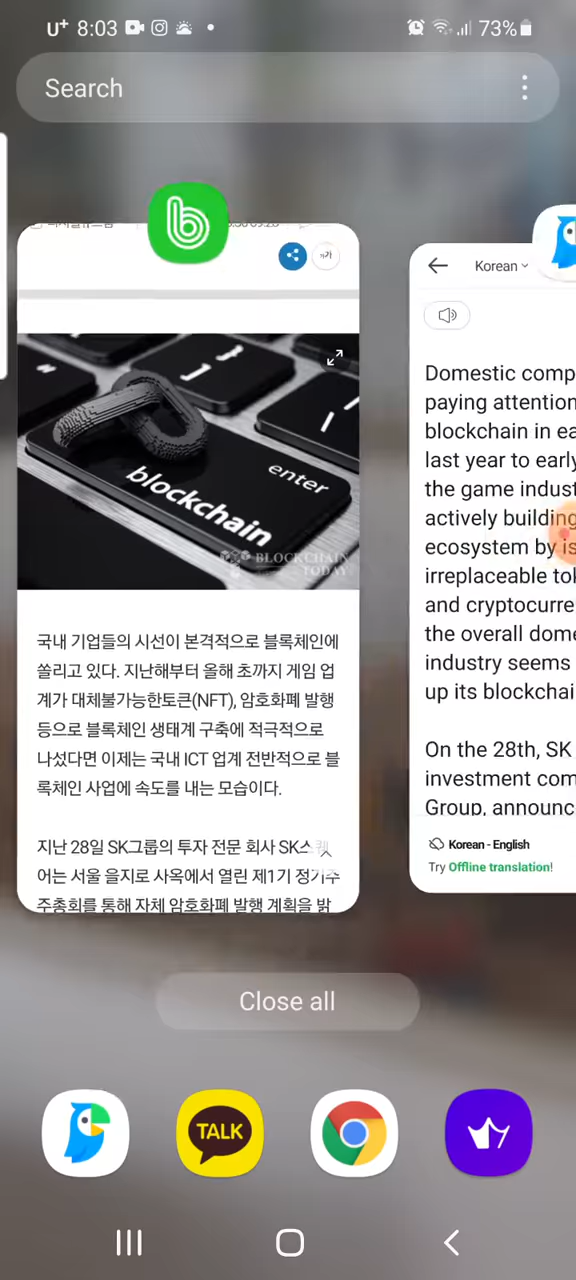 U+ 8:03
73%
Search
가
Korean
Domestic comp
paying attention
blockchain in ea
last year to early
the game indust
actively building
ecosystem by is
irreplaceable tok
and cryptocurre
the overall dome
industry seems
up its blockchai
On the 28th, SK
investment com
Group, announc
Korean - English
Try Offline translation!
enter
blockchain
BLOCKCHAIN
TODAY
국내 기업들의 시선이 본격적으로 블록체인에
쏠리고 있다. 지난해부터 올해 초까지 게임 업
계가 대체불가능한토큰(NFT), 암호화폐 발행
등으로 블록체인 생태계 구축에 적극적으로
나섰다면 이제는 국내 ICT 업계 전반적으로 블
록체인 사업에 속도를 내는 모습이다.
지난 28일 SK그룹의 투자 전문 회사 SK스퀘
어는 서울 을지로 사옥에서 열린 제1기 정기주
주총회를 통해 자체 암호화폐 발행 계획을 밝
Close all
TALK